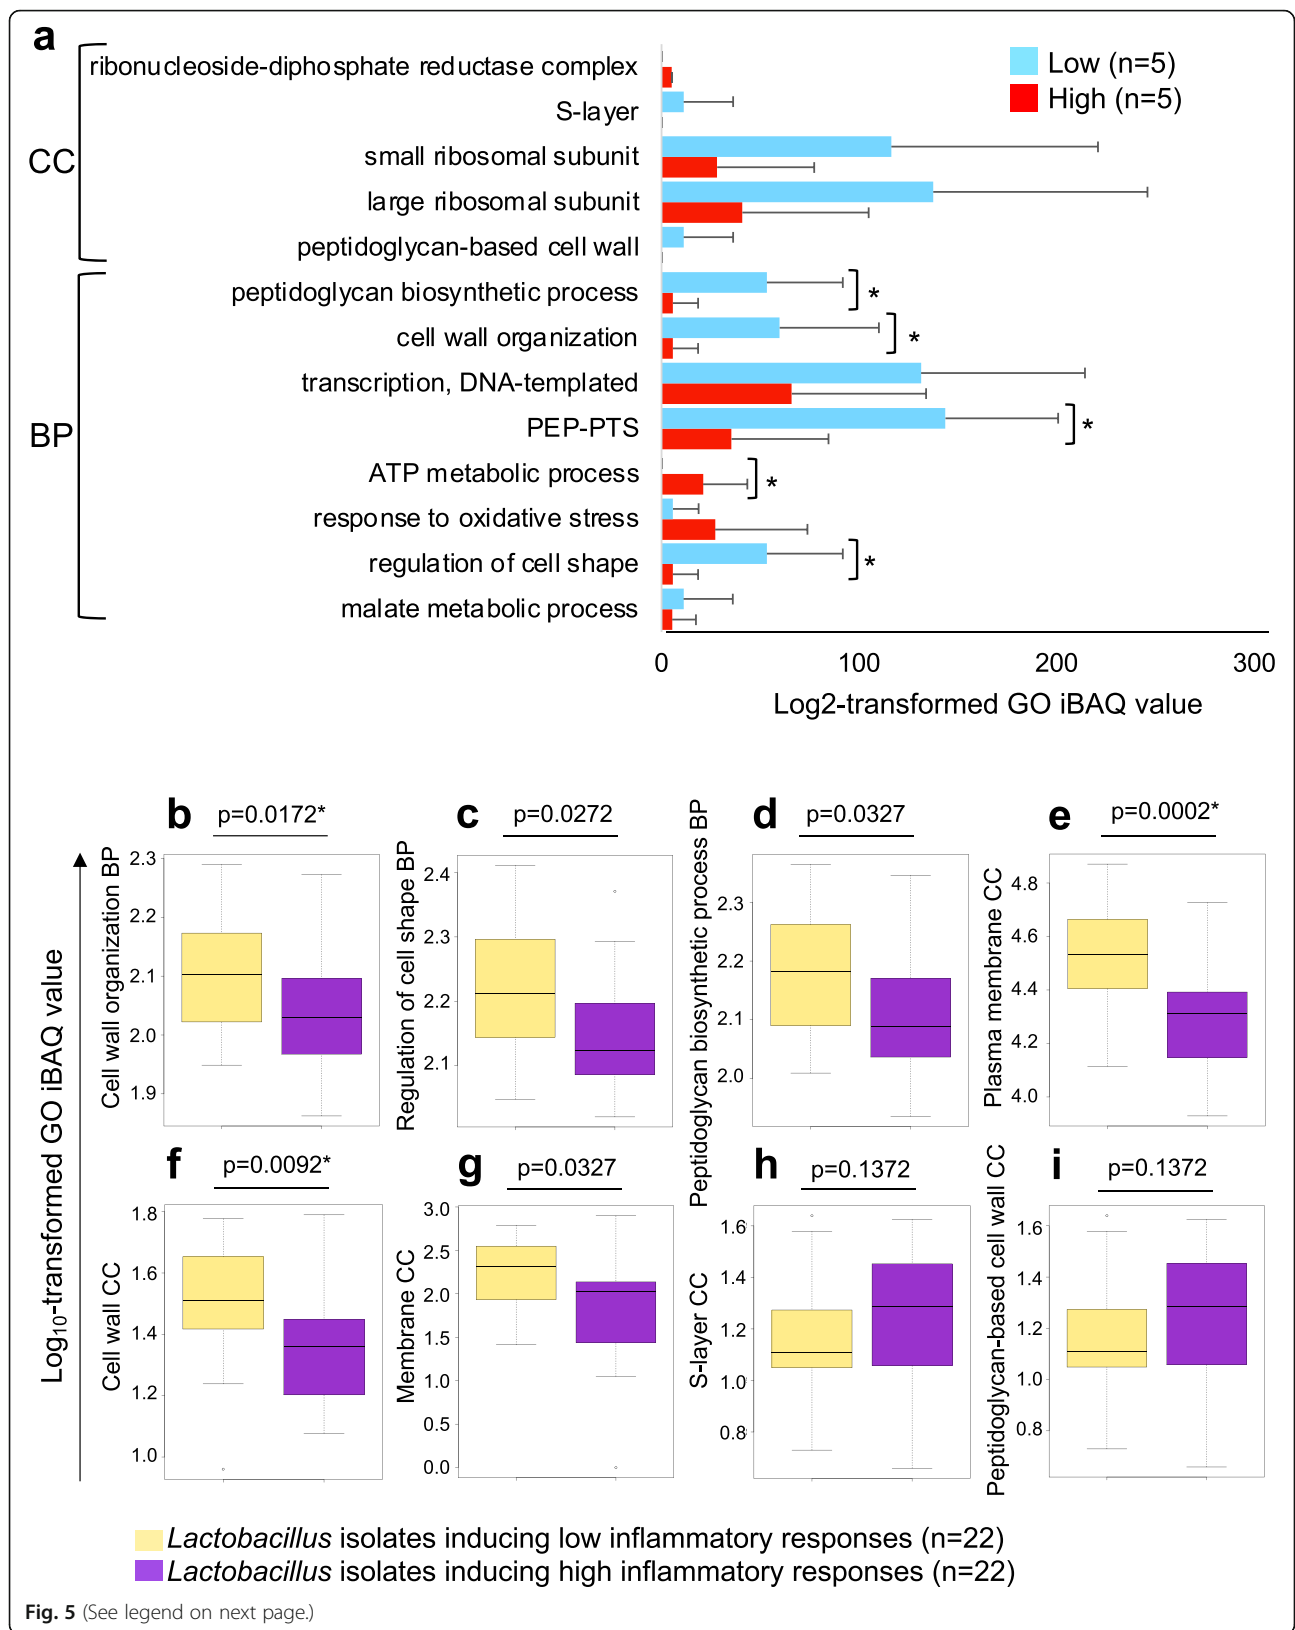 a
CC
BP
ribonucleoside-diphosphate reductase complex
S-layer
small ribosomal subunit
large ribosomal subunit
peptidoglycan-based cell wall
peptidoglycan biosynthetic process
*
cell wall organization
*
transcription, DNA-templated
PEP-PTS
*
ATP metabolic process
*
response to oxidative stress
regulation of cell shape
*
malate metabolic process
Low (n=5)
High (n=5)
0 100 200 300
Log2-transformed GO iBAQ value
Log10-transformed GO iBAQ value
b
p=0.0172*
Cell wall organization BP
2.3
2.2
2.1
2.0
1.9
c
p=0.0272
Regulation of cell shape BP
2.4
2.3
2.2
2.1
d
p=0.0327
Peptidoglycan biosynthetic process BP
2.3
2.2
2.1
2.0
e
p=0.0002*
Plasma membrane CC
4.8
4.6
4.4
4.2
4.0
f
p=0.0092*
Cell wall CC
1.8
1.6
1.4
1.2
1.0
g
p=0.0327
Membrane CC
3.0
2.5
2.0
1.5
1.0
0.5
0.0
h
p=0.1372
S-layer CC
1.6
1.4
1.2
1.0
0.8
i
p=0.1372
Peptidoglycan-based cell wall CC
1.6
1.4
1.2
1.0
0.8
Lactobacillus isolates inducing low inflammatory responses (n=22)
Lactobacillus isolates inducing high inflammatory responses (n=22)
Fig. 5 (See legend on next page.)